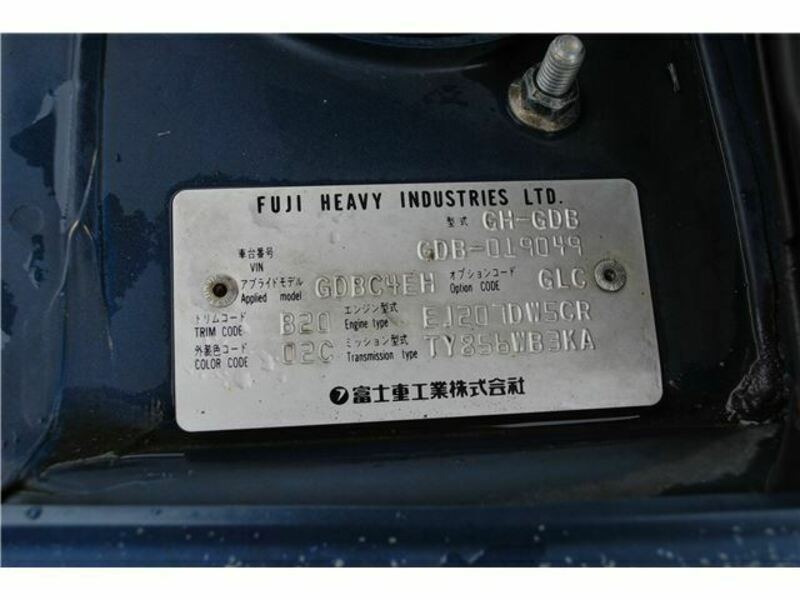 FUJI HEAVY INDUSTRIES LTD.
型式 GH-GDB
車台番号 VIN GDB-019049
アプライドモデル Applied model GDBC4EH オプションコード Option CODE GLC
トリムコード TRIM CODE B20 エンジン型式 Engine type EJ207DW5CR
外装色コード COLOR CODE 02C ミッション型式 Transmission type TY856WB3KA
富士重工業株式会社